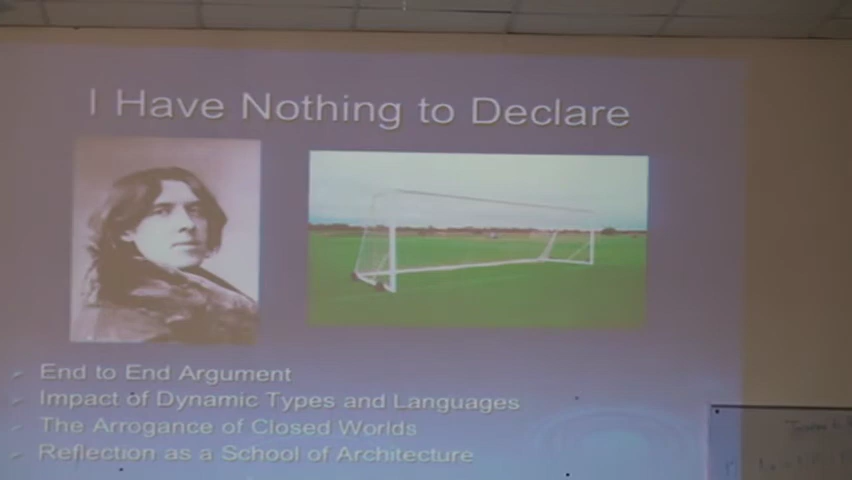 I Have Nothing to Declare
End to End Argument
Impact of Dynamic Types and Languages
The Arrogance of Closed Worlds
Reflection as a School of Architecture